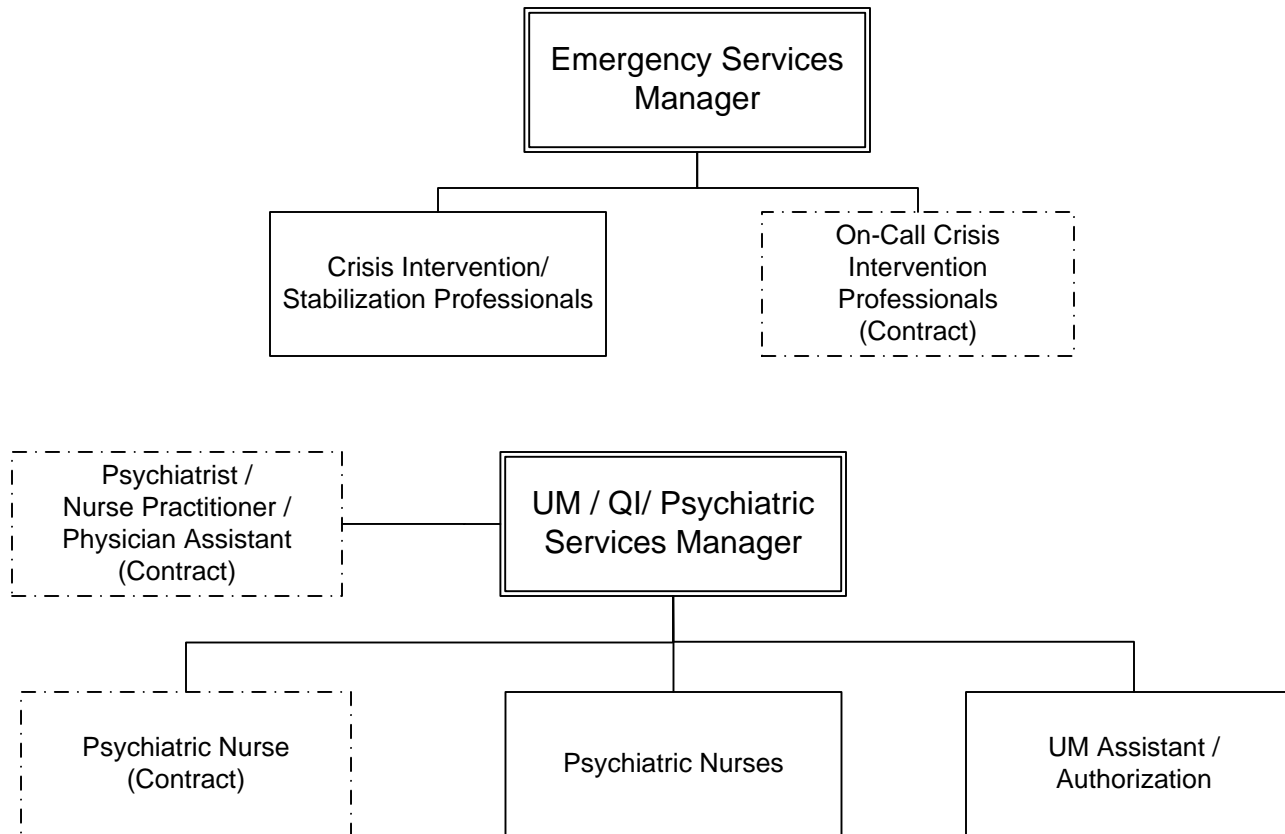 Emergency Services
Manager
Crisis Intervention/
Stabilization Professionals
On-Call Crisis
Intervention
Professionals
(Contract)
Psychiatrist /
Nurse Practitioner /
Physician Assistant
(Contract)
UM / QI/ Psychiatric
Services Manager
Psychiatric Nurse
(Contract)
Psychiatric Nurses
UM Assistant /
Authorization